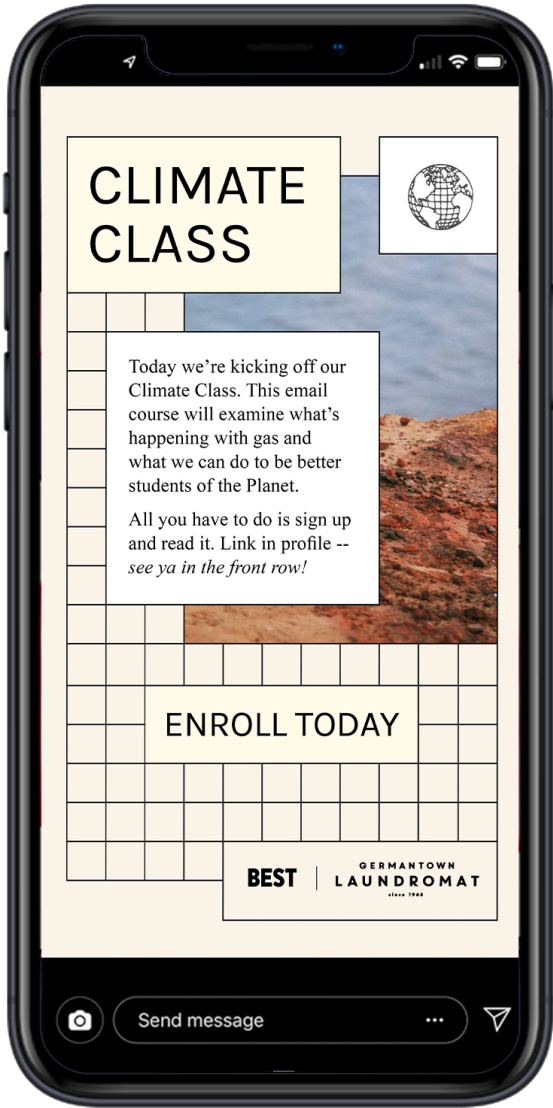 CLIMATE
CLASS
Today we're kicking off our
Climate Class. This email
course will examine what's
happening with gas and
what we can do to be better
students of the Planet.
All you have to do is sign up
and read it. Link in profile --
see ya in the front row!
ENROLL TODAY
BEST
GERMANTOWN
LAUNDROMAT
since 1968
Send message